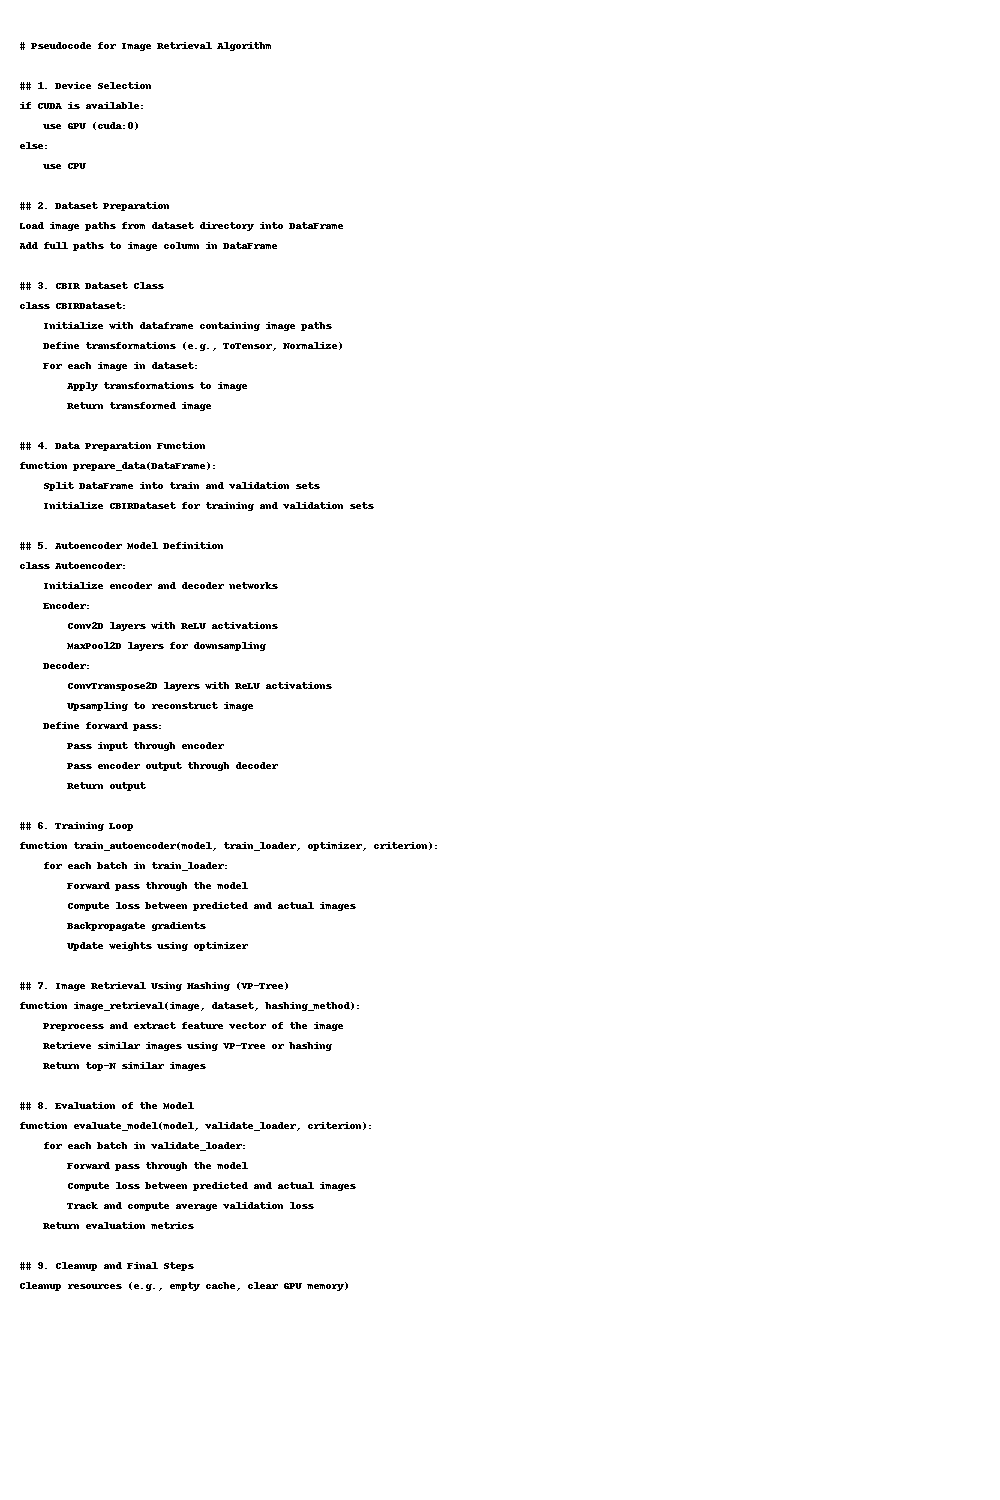 # Pseudocode for Image Retrieval Algorithm
## 1. Device Selection
if CUDA is available:
use GPU (cuda:0)
else:
use CPU
## 2. Dataset Preparation
Load image paths from dataset directory into DataFrame
Add full paths to image column in DataFrame
## 3. CBIR Dataset Class
class CBIRDataset:
Initialize with dataframe containing image paths
Define transformations (e.g., ToTensor, Normalize)
For each image in dataset:
Apply transformations to image
Return transformed image
## 4. Data Preparation Function
function prepare_data(DataFrame):
Split DataFrame into train and validation sets
Initialize CBIRDataset for training and validation sets
## 5. Autoencoder Model Definition
class Autoencoder:
Initialize encoder and decoder networks
Encoder:
Conv2D layers with ReLU activations
MaxPool2D layers for downsampling
Decoder:
ConvTranspose2D layers with ReLU activations
Upsampling to reconstruct image
Define forward pass:
Pass input through encoder
Pass encoder output through decoder
Return output
## 6. Training Loop
function train_autoencoder(model, train_loader, optimizer, criterion):
for each batch in train_loader:
Forward pass through the model
Compute loss between predicted and actual images
Backpropagate gradients
Update weights using optimizer
## 7. Image Retrieval Using Hashing (VP-Tree)
function image_retrieval(image, dataset, hashing_method):
Preprocess and extract feature vector of the image
Retrieve similar images using VP-Tree or hashing
Return top-N similar images
## 8. Evaluation of the Model
function evaluate_model(model, validate_loader, criterion):
for each batch in validate_loader:
Forward pass through the model
Compute loss between predicted and actual images
Track and compute average validation loss
Return evaluation metrics
## 9. Cleanup and Final Steps
Cleanup resources (e.g., empty cache, clear GPU memory)